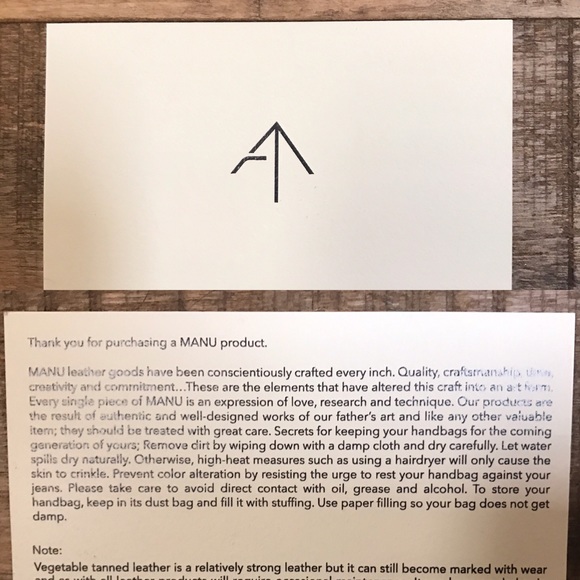 Thank you for purchasing a MANU product.
MANU leather goods have been conscientiously crafted every inch. Quality, craftsmanship, time,
creativity and commitment...These are the elements that have altered this craft into an art form.
Every single piece of MANU is an expression of love, research and technique. Our products are
the result of authentic and well-designed works of our father's art and like any other valuable
item; they should be treated with great care. Secrets for keeping your handbags for the coming
generation of yours; Remove dirt by wiping down with a damp cloth and dry carefully. Let water
spills dry naturally. Otherwise, high-heat measures such as using a hairdryer will only cause the
skin to crinkle. Prevent color alteration by resisting the urge to rest your handbag against your
jeans. Please take care to avoid direct contact with oil, grease and alcohol. To store your
handbag, keep in its dust bag and fill it with stuffing. Use paper filling so your bag does not get
damp.
Note:
Vegetable tanned leather is a relatively strong leather but it can still become marked with wear